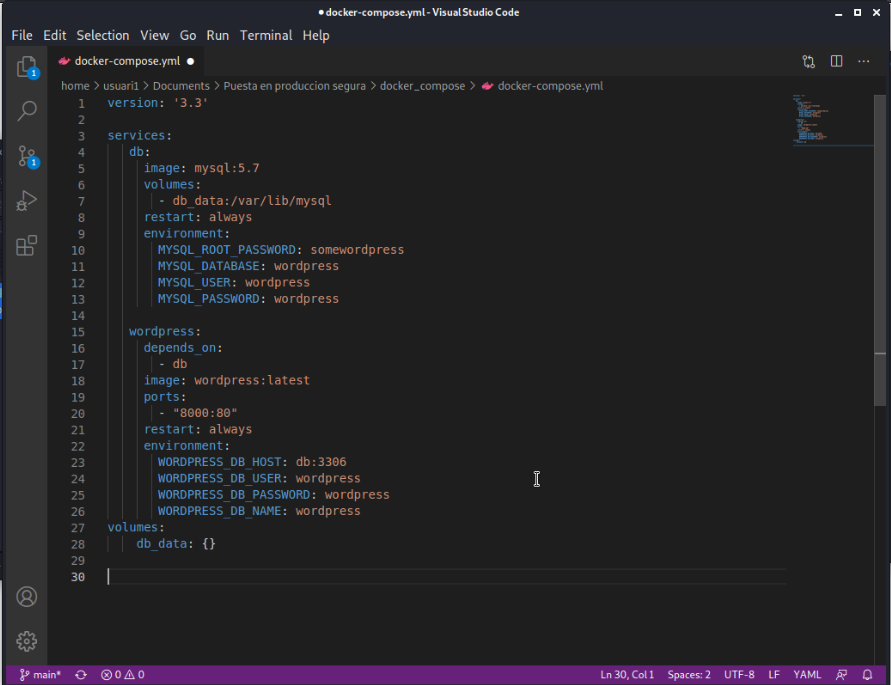 docker-compose.yml - Visual Studio Code
File Edit Selection View Go Run Terminal Help
docker-compose.yml
home > usuari1 > Documents > Puesta en produccion segura > docker_compose > docker-compose.yml
1 version: '3.3'
2
3 services:
4 db:
5 image: mysql:5.7
6 volumes:
7 - db_data:/var/lib/mysql
8 restart: always
9 environment:
10 MYSQL_ROOT_PASSWORD: somewordpress
11 MYSQL_DATABASE: wordpress
12 MYSQL_USER: wordpress
13 MYSQL_PASSWORD: wordpress
14
15 wordpress:
16 depends_on:
17 - db
18 image: wordpress:latest
19 ports:
20 - "8000:80"
21 restart: always
22 environment:
23 WORDPRESS_DB_HOST: db:3306
24 WORDPRESS_DB_USER: wordpress
25 WORDPRESS_DB_PASSWORD: wordpress
26 WORDPRESS_DB_NAME: wordpress
27 volumes:
28 db_data: {}
29
30
1
1
main* 0 0 Ln 30, Col 1 Spaces: 2 UTF-8 LF YAML